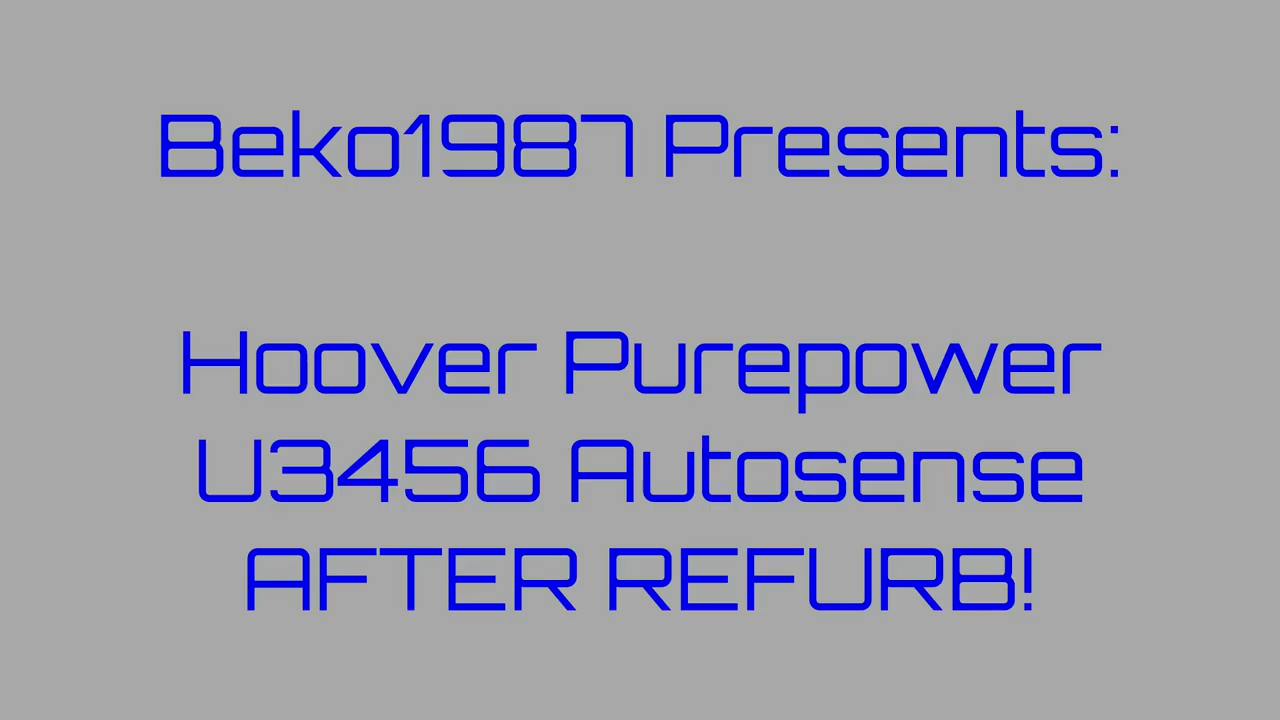 Beko1987 Presents:
Hoover Purepower
U3456 Autosense
AFTER REFURB!